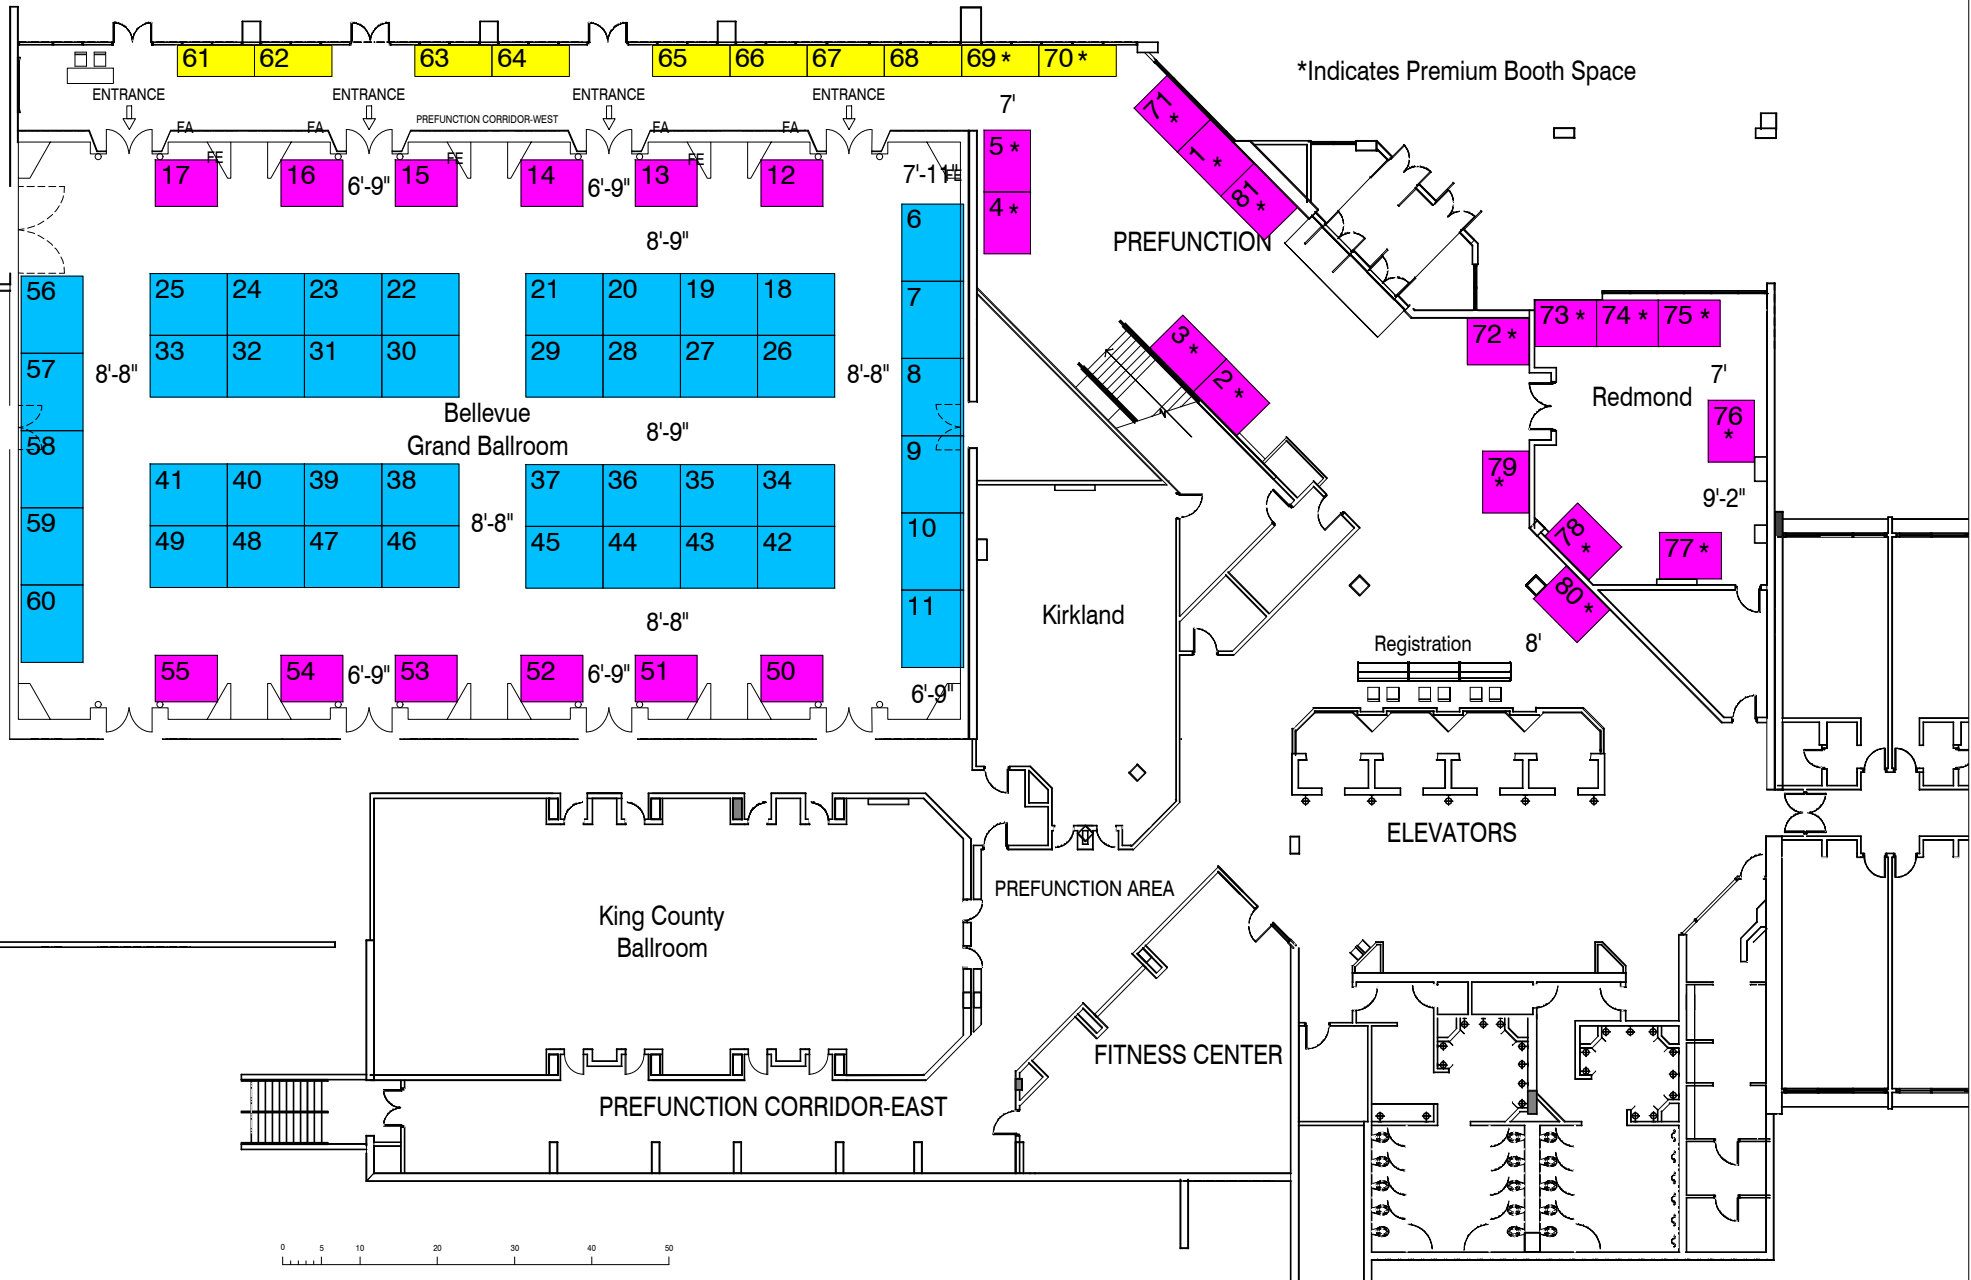 61 62 63 64 65 66 67 68 69 * 70 *
*Indicates Premium Booth Space
ENTRANCE ENTRANCE ENTRANCE ENTRANCE
PREFUNCTION CORRIDOR-WEST
7'
71 *
1 *
81 *
FA FA FA FA
FE FE FE
17 16 6'-9" 15 14 6'-9" 13 12 7'-11"
5 *
4 *
PREFUNCTION
8'-9"
6
7
8
9
10
11
56
57
58
59
60
25 24 23 22 21 20 19 18
33 32 31 30 29 28 27 26
8'-8" 8'-8"
Bellevue
Grand Ballroom
8'-9"
41 40 39 38 37 36 35 34
8'-8"
49 48 47 46 45 44 43 42
8'-8"
55 54 6'-9" 53 52 6'-9" 51 50 6'-9"
3 *
2 *
72 * 73 * 74 * 75 *
Redmond
7'
76
*
79
*
9'-2"
78 *
77 *
80 *
Kirkland
Registration
8'
ELEVATORS
PREFUNCTION AREA
King County
Ballroom
FITNESS CENTER
PREFUNCTION CORRIDOR-EAST
0 5 10 20 30 40 50